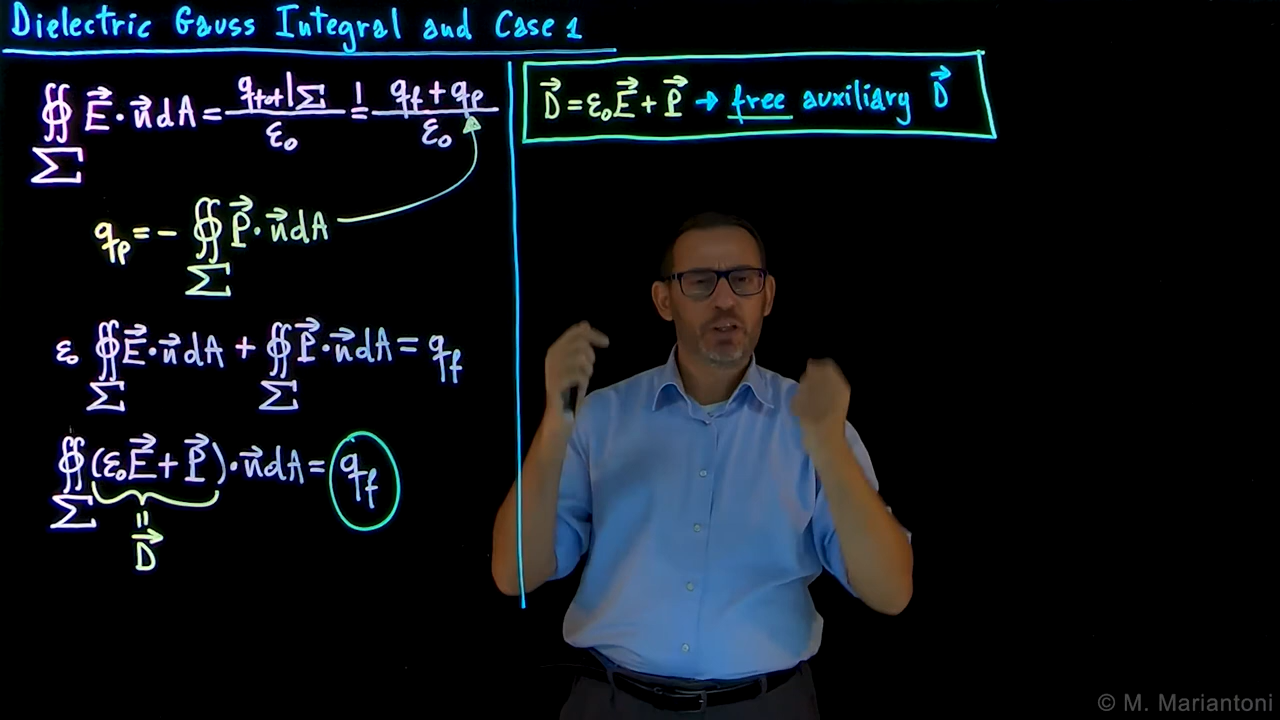 Dielectric Gauss Integral and Case 1
∯_Σ E⃗·n⃗dA = q_tot|_Σ / ε₀ =! (q_f + q_p) / ε₀
q_p = - ∯_Σ P⃗·n⃗dA
ε₀ ∯_Σ E⃗·n⃗dA + ∯_Σ P⃗·n⃗dA = q_f
∯_Σ (ε₀E⃗ + P⃗)·n⃗dA = q_f
=
D⃗
D⃗ = ε₀E⃗ + P⃗ → free auxiliary D⃗
© M. Mariantoni